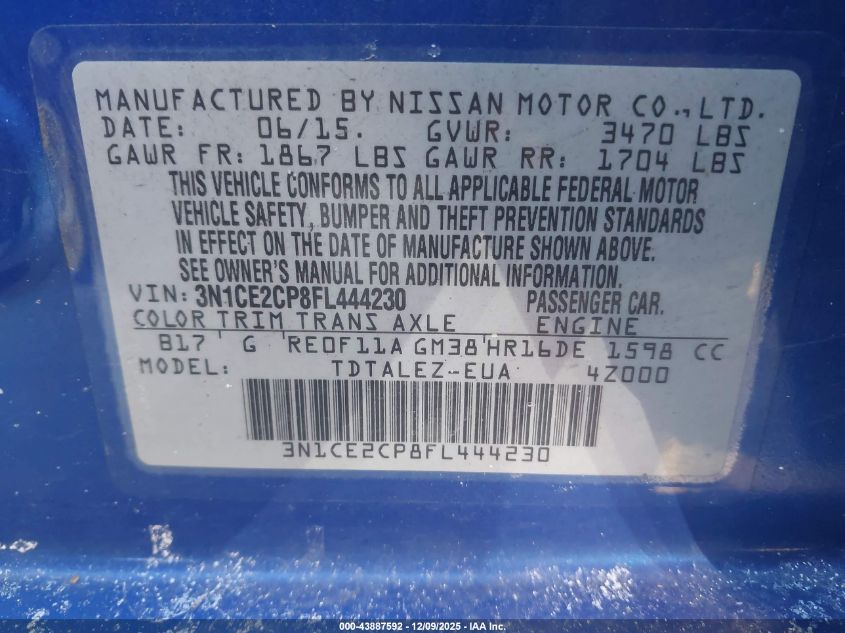 MANUFACTURED BY NISSAN MOTOR CO.,LTD.
DATE: 06/15. GVWR: 3470 LBS
GAWR FR: 1867 LBS GAWR RR: 1704 LBS
THIS VEHICLE CONFORMS TO ALL APPLICABLE FEDERAL MOTOR
VEHICLE SAFETY, BUMPER AND THEFT PREVENTION STANDARDS
IN EFFECT ON THE DATE OF MANUFACTURE SHOWN ABOVE.
SEE OWNER'S MANUAL FOR ADDITIONAL INFORMATION.
VIN: 3N1CE2CP8FL444230 PASSENGER CAR.
COLOR TRIM TRANS AXLE ENGINE
B17 G RE0F11A GM38 HR16DE 1598 CC
MODEL: TDTALEZ-EUA 4Z000
3N1CE2CP8FL444230
000-43887592 - 12/09/2025 - IAA Inc.